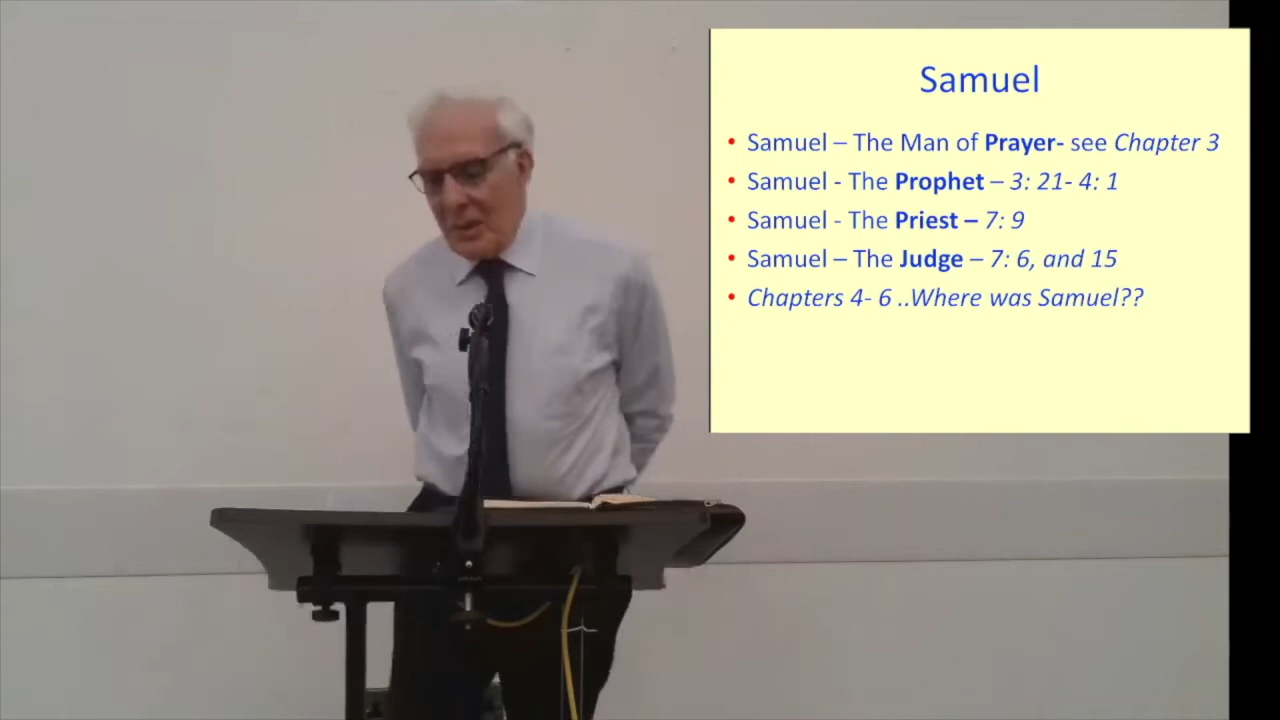 Samuel
• Samuel – The Man of Prayer- see Chapter 3
• Samuel - The Prophet – 3: 21- 4: 1
• Samuel - The Priest – 7: 9
• Samuel – The Judge – 7: 6, and 15
• Chapters 4- 6 ..Where was Samuel??